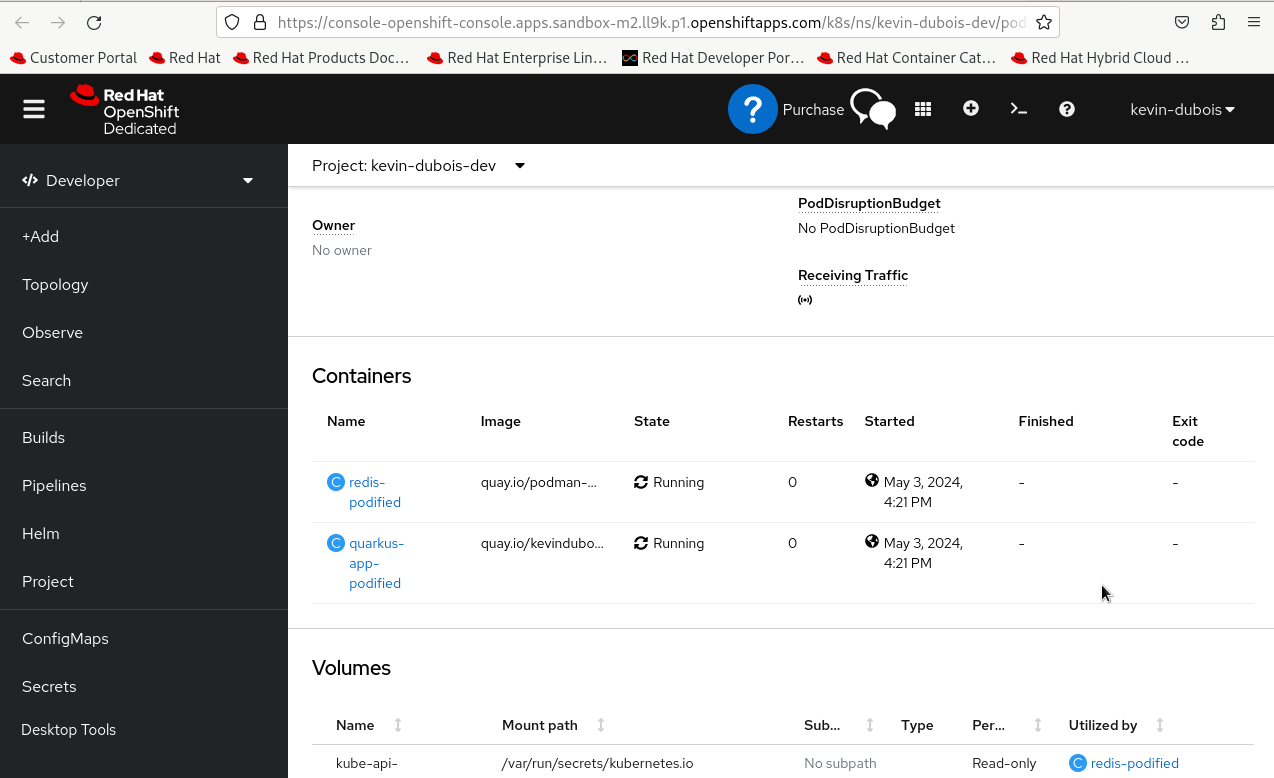 https://console-openshift-console.apps.sandbox-m2.ll9k.p1.openshiftapps.com/k8s/ns/kevin-dubois-dev/pod
Customer Portal Red Hat Red Hat Products Doc... Red Hat Enterprise Lin... Red Hat Developer Por... Red Hat Container Cat... Red Hat Hybrid Cloud ...
Red Hat
OpenShift
Dedicated
? Purchase
kevin-dubois
Developer
+Add
Topology
Observe
Search
Builds
Pipelines
Helm
Project
ConfigMaps
Secrets
Desktop Tools
Project: kevin-dubois-dev
Owner
No owner
PodDisruptionBudget
No PodDisruptionBudget
Receiving Traffic
Containers
Name Image State Restarts Started Finished Exit
code
C redis- quay.io/podman-... Running 0 May 3, 2024, - -
podified 4:21 PM
C quarkus- quay.io/kevindubo... Running 0 May 3, 2024, - -
app- 4:21 PM
podified
Volumes
Name Mount path Sub... Type Per... Utilized by
kube-api- /var/run/secrets/kubernetes.io No subpath Read-only C redis-podified